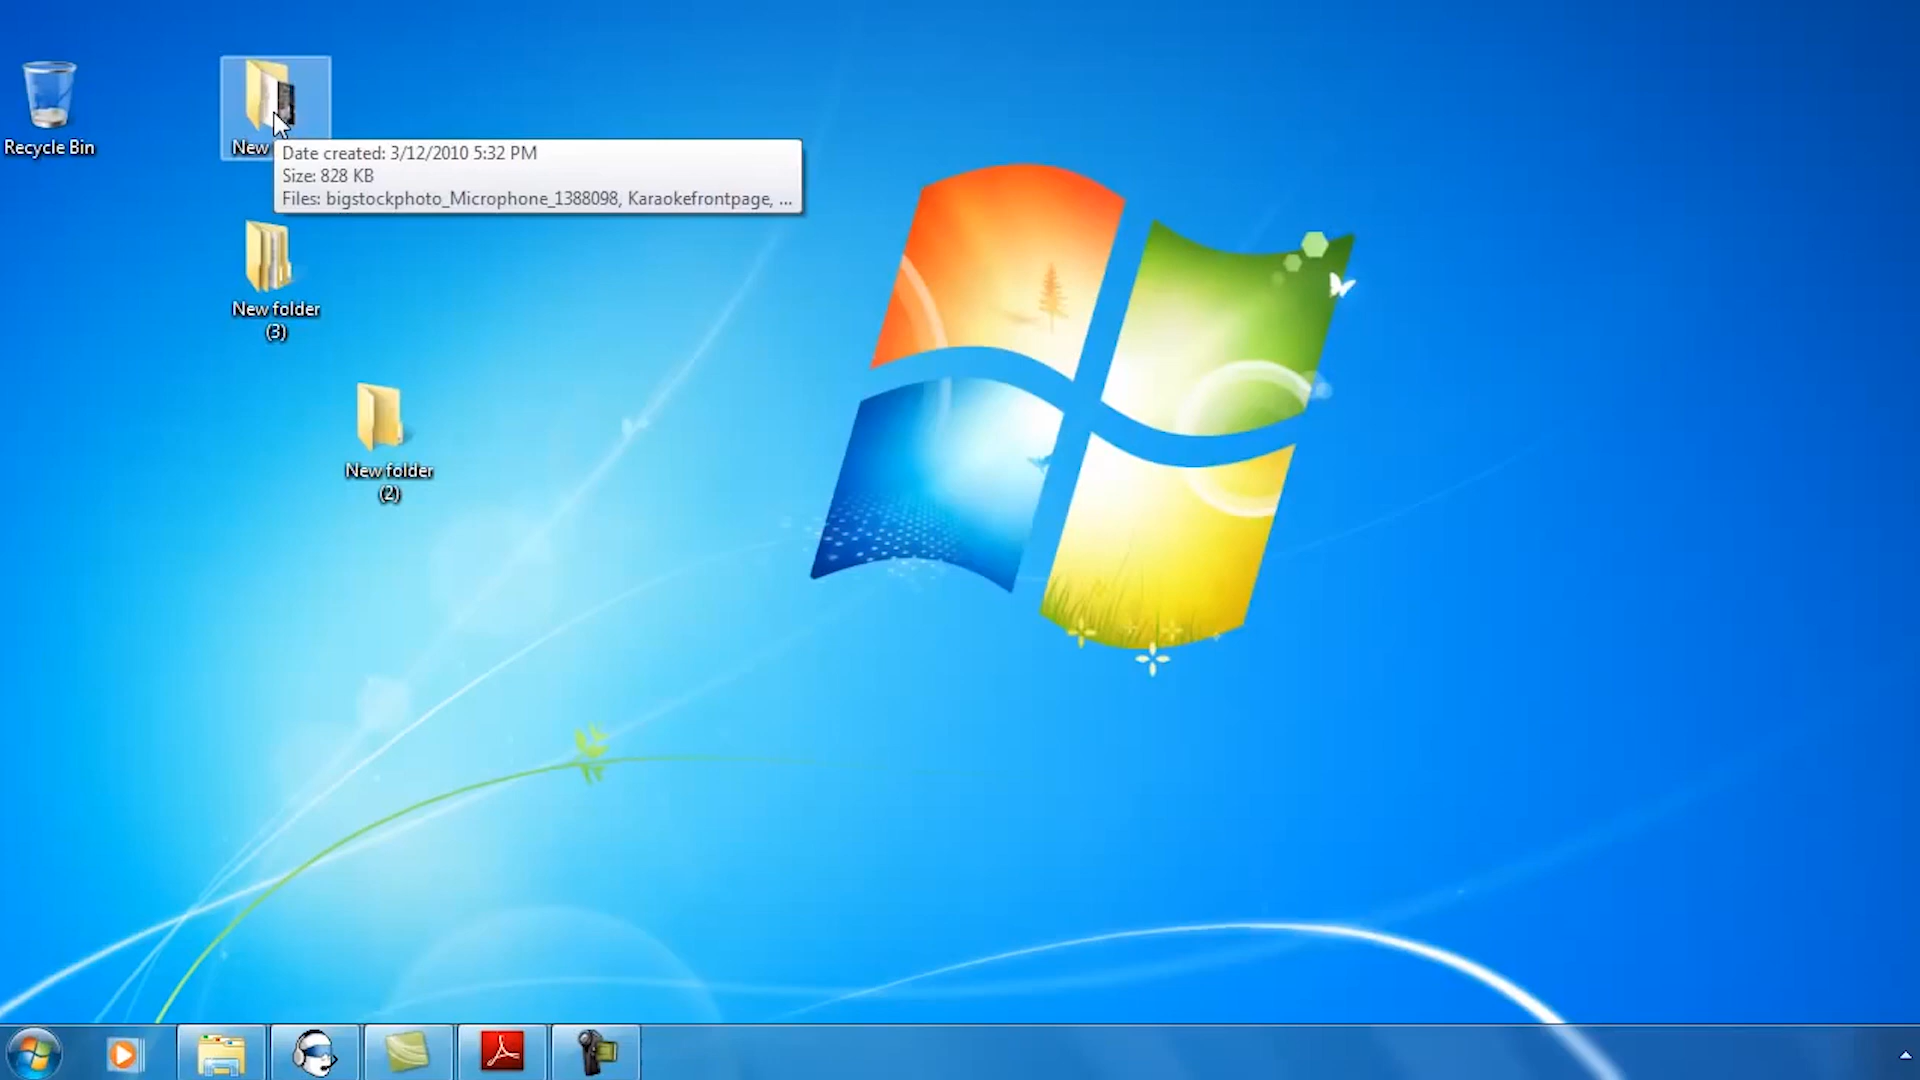 Recycle Bin
New
Date created: 3/12/2010 5:32 PM
Size: 828 KB
Files: bigstockphoto_Microphone_1388098, Karaokefrontpage, ...
New folder
(3)
New folder
(2)